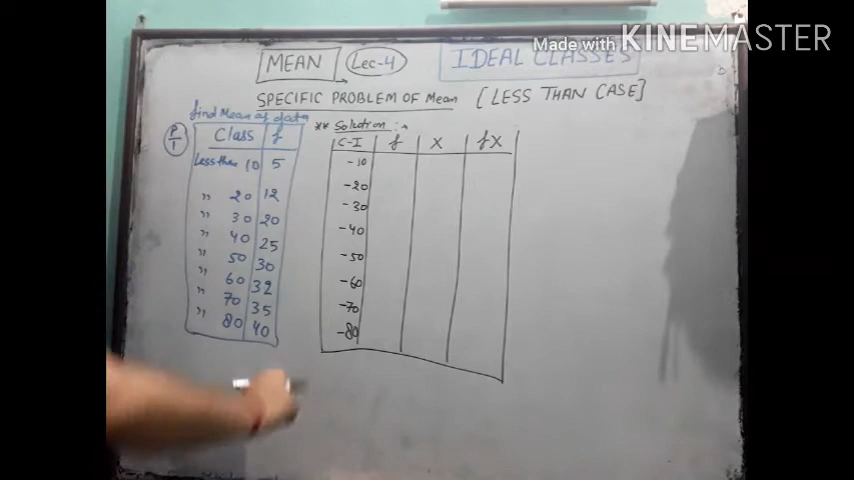 Made with KINEMASTER
MEAN Lec-4 IDEAL CLASSES
SPECIFIC PROBLEM OF Mean [LESS THAN CASE]
find Mean of data
P/1
Class f
Less than 10 5
" 20 12
" 30 20
" 40 25
" 50 30
" 60 32
" 70 35
" 80 40
** Solution :-
C-I f X fX
-10
-20
-30
-40
-50
-60
-70
-80